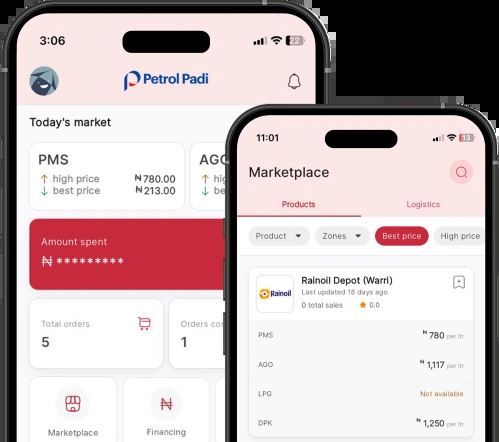 3:06
22
Petrol Padi
Today's market
PMS
↑ high price ₦780.00
↓ best price ₦213.00
AGO
↑ hig
↓ be
Amount spent
₦ *********
Total orders
5
Orders co
1
Marketplace
₦
Financing
11:01
13
Marketplace
Products Logistics
Product Zones Best price High price
Rainoil
Rainoil Depot (Warri)
Last updated 18 days ago
0 total sales ★ 0.0
PMS ₦ 780 per ltr
AGO ₦ 1,117 per ltr
LPG Not available
DPK ₦ 1,250 per ltr